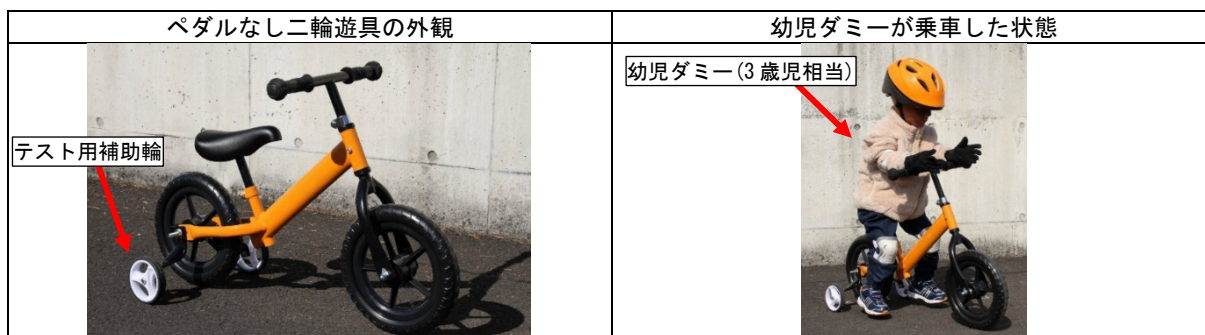 ペダルなし二輪遊具の外観
幼児ダミーが乗車した状態
テスト用補助輪
幼児ダミー(3歳児相当)